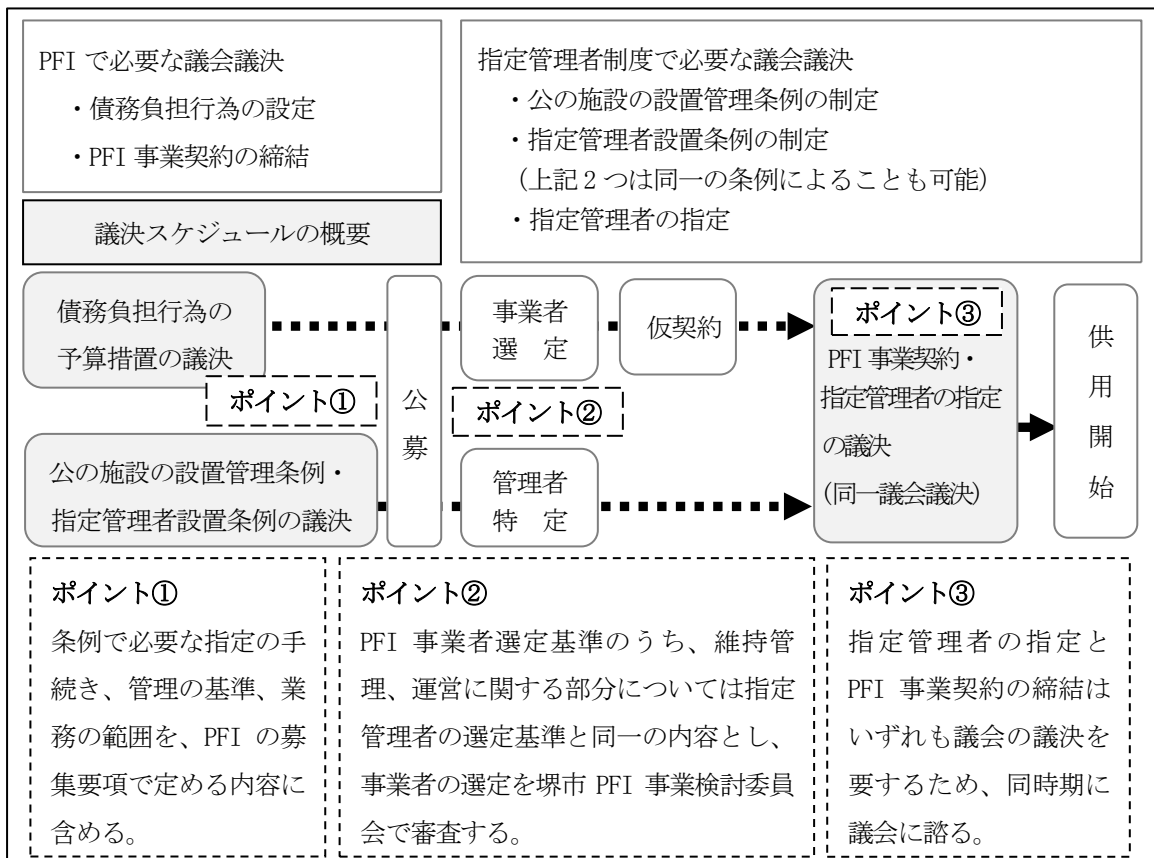 PFI で必要な議会議決
・債務負担行為の設定
・PFI 事業契約の締結
指定管理者制度で必要な議会議決
・公の施設の設置管理条例の制定
・指定管理者設置条例の制定
（上記２つは同一の条例によることも可能）
・指定管理者の指定
議決スケジュールの概要
債務負担行為の
予算措置の議決
ポイント①
公の施設の設置管理条例・
指定管理者設置条例の議決
公
募
事業者
選　定
ポイント②
管理者
特　定
仮契約
ポイント③
PFI 事業契約・
指定管理者の指定
の議決
(同一議会議決)
供
用
開
始
ポイント①
条例で必要な指定の手
続き、管理の基準、業
務の範囲を、PFI の募
集要項で定める内容に
含める。
ポイント②
PFI 事業者選定基準のうち、維持管
理、運営に関する部分については指定
管理者の選定基準と同一の内容とし、
事業者の選定を堺市 PFI 事業検討委員
会で審査する。
ポイント③
指定管理者の指定と
PFI 事業契約の締結は
いずれも議会の議決を
要するため、同時期に
議会に諮る。